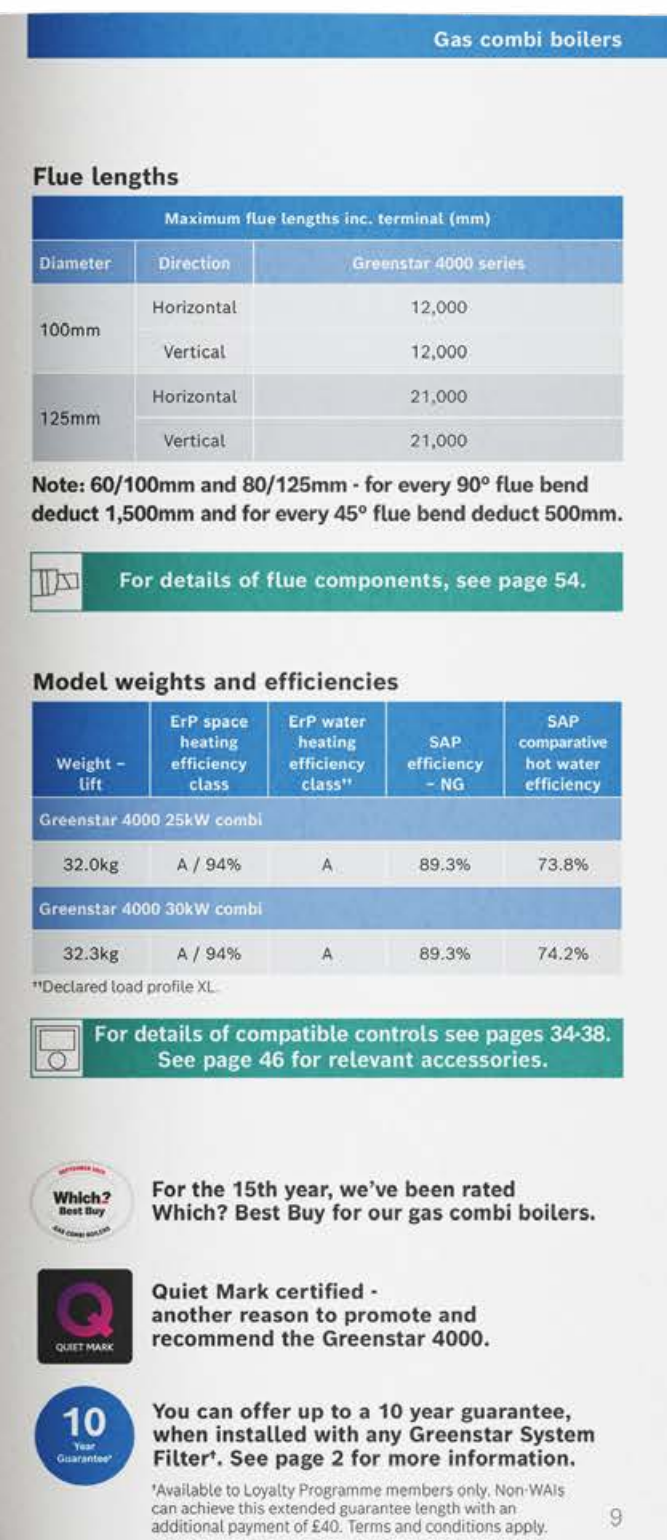 Gas combi boilers
Flue lengths
Maximum flue lengths inc. terminal (mm)
Diameter Direction Greenstar 4000 series
100mm Horizontal 12,000
Vertical 12,000
125mm Horizontal 21,000
Vertical 21,000
Note: 60/100mm and 80/125mm - for every 90º flue bend
deduct 1,500mm and for every 45º flue bend deduct 500mm.
For details of flue components, see page 54.
Model weights and efficiencies
Weight – lift ErP space heating efficiency class ErP water heating efficiency class†† SAP efficiency – NG SAP comparative hot water efficiency
Greenstar 4000 25kW combi
32.0kg A / 94% A 89.3% 73.8%
Greenstar 4000 30kW combi
32.3kg A / 94% A 89.3% 74.2%
††Declared load profile XL.
For details of compatible controls see pages 34-38.
See page 46 for relevant accessories.
Which?
Best Buy
GAS COMBI BOILERS
For the 15th year, we've been rated
Which? Best Buy for our gas combi boilers.
QUIET MARK
Quiet Mark certified -
another reason to promote and
recommend the Greenstar 4000.
10
Year
Guarantee†
You can offer up to a 10 year guarantee,
when installed with any Greenstar System
Filter†. See page 2 for more information.
†Available to Loyalty Programme members only. Non-WAIs
can achieve this extended guarantee length with an
additional payment of £40. Terms and conditions apply.
9